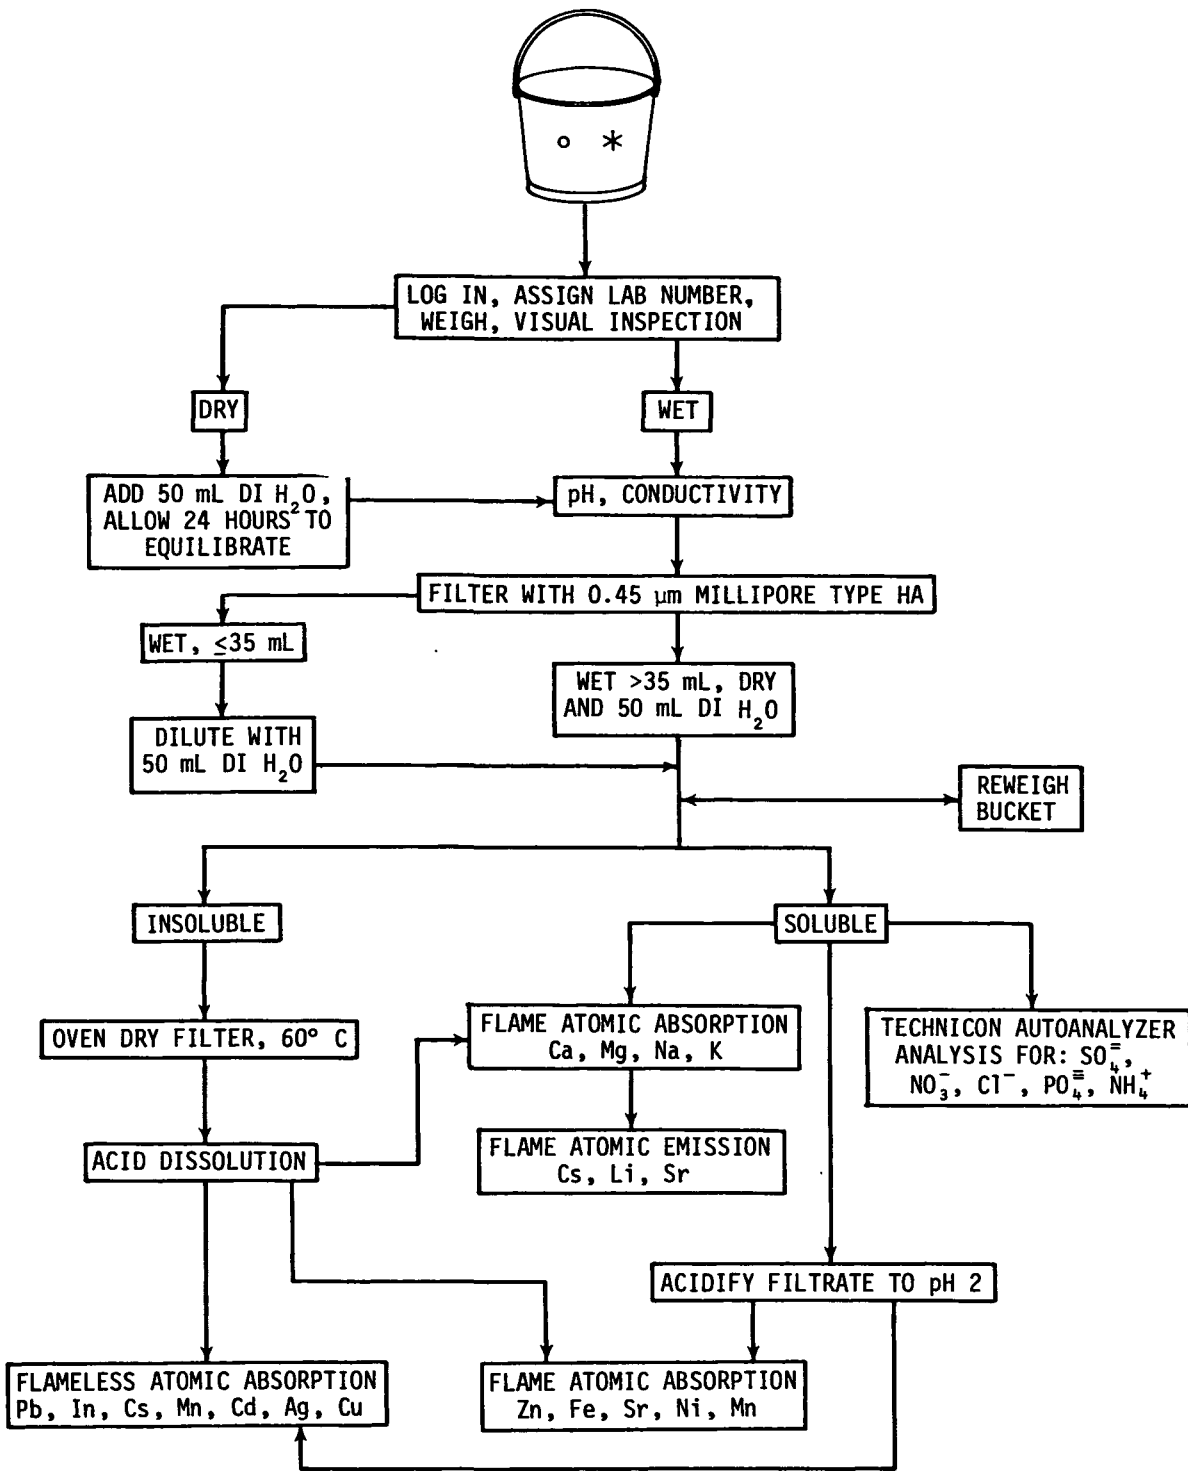 ° *
LOG IN, ASSIGN LAB NUMBER,
WEIGH, VISUAL INSPECTION
DRY
WET
ADD 50 mL DI H₂O,
ALLOW 24 HOURS TO
EQUILIBRATE
pH, CONDUCTIVITY
FILTER WITH 0.45 µm MILLIPORE TYPE HA
WET, ≤35 mL
WET >35 mL, DRY
AND 50 mL DI H₂O
DILUTE WITH
50 mL DI H₂O
REWEIGH
BUCKET
INSOLUBLE
SOLUBLE
OVEN DRY FILTER, 60° C
FLAME ATOMIC ABSORPTION
Ca, Mg, Na, K
TECHNICON AUTOANALYZER
ANALYSIS FOR: SO₄⁼,
NO₃⁻, Cl⁻, PO₄≡, NH₄⁺
ACID DISSOLUTION
FLAME ATOMIC EMISSION
Cs, Li, Sr
ACIDIFY FILTRATE TO pH 2
FLAMELESS ATOMIC ABSORPTION
Pb, In, Cs, Mn, Cd, Ag, Cu
FLAME ATOMIC ABSORPTION
Zn, Fe, Sr, Ni, Mn